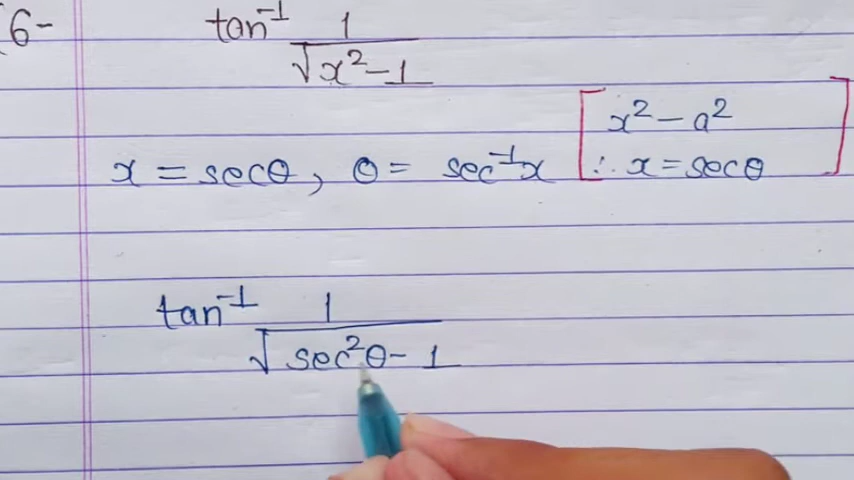 6- tan⁻¹ 1/√x²-1
x² - a²
x = secθ, θ = sec⁻¹x ∴ x = secθ
tan⁻¹ 1/√sec²θ - 1